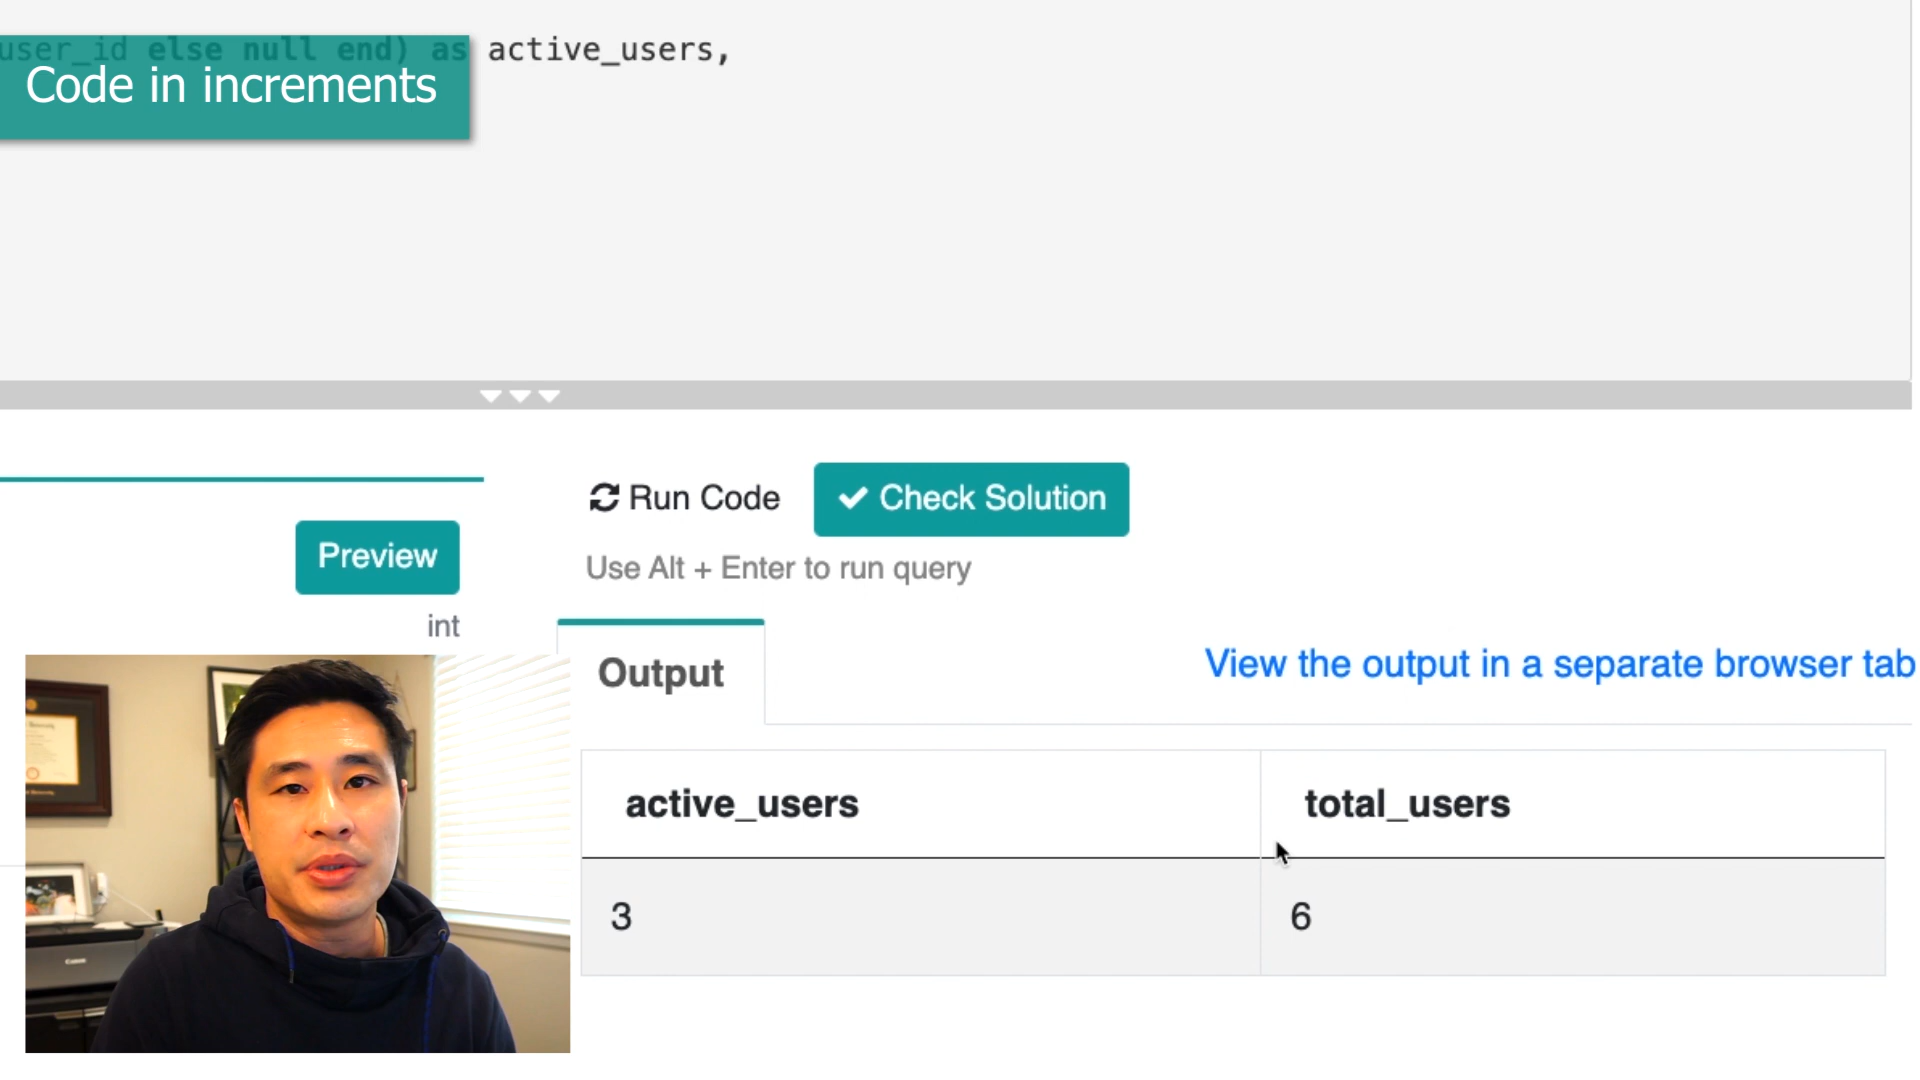 user_id else null end) as active_users,
Code in increments
Run Code
Check Solution
Preview
Use Alt + Enter to run query
int
Output
View the output in a separate browser tab
active_users
total_users
3
6
Canon